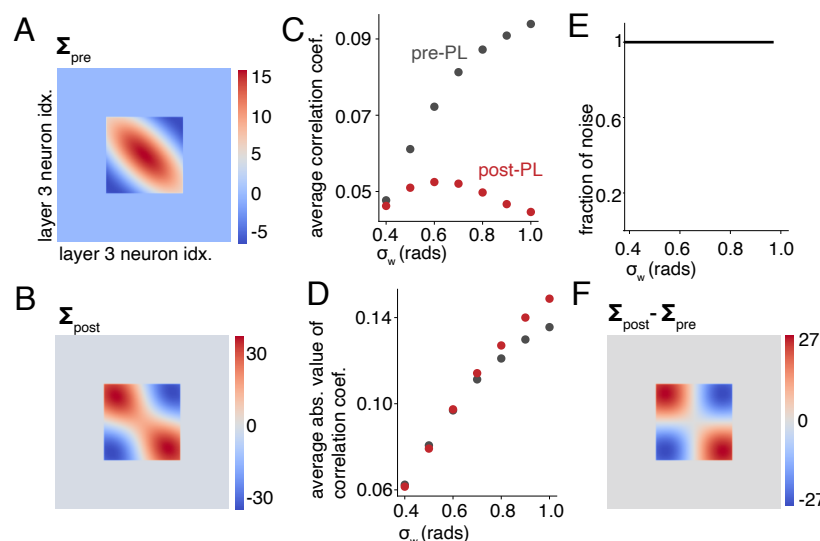 A
Σpre
layer 3 neuron idx.
layer 3 neuron idx.
15
10
5
0
-5
B
Σpost
30
0
-30
C
average correlation coef.
0.09
0.07
0.05
pre-PL
post-PL
0.4 0.6 0.8 1.0
σw (rads)
D
average abs. value of
correlation coef.
0.14
0.10
0.06
0.4 0.6 0.8 1.0
σw (rads)
E
fraction of noise
1
0.6
0.2
0.4 0.6 0.8 1.0
σw (rads)
F
Σpost- Σpre
27
0
-27